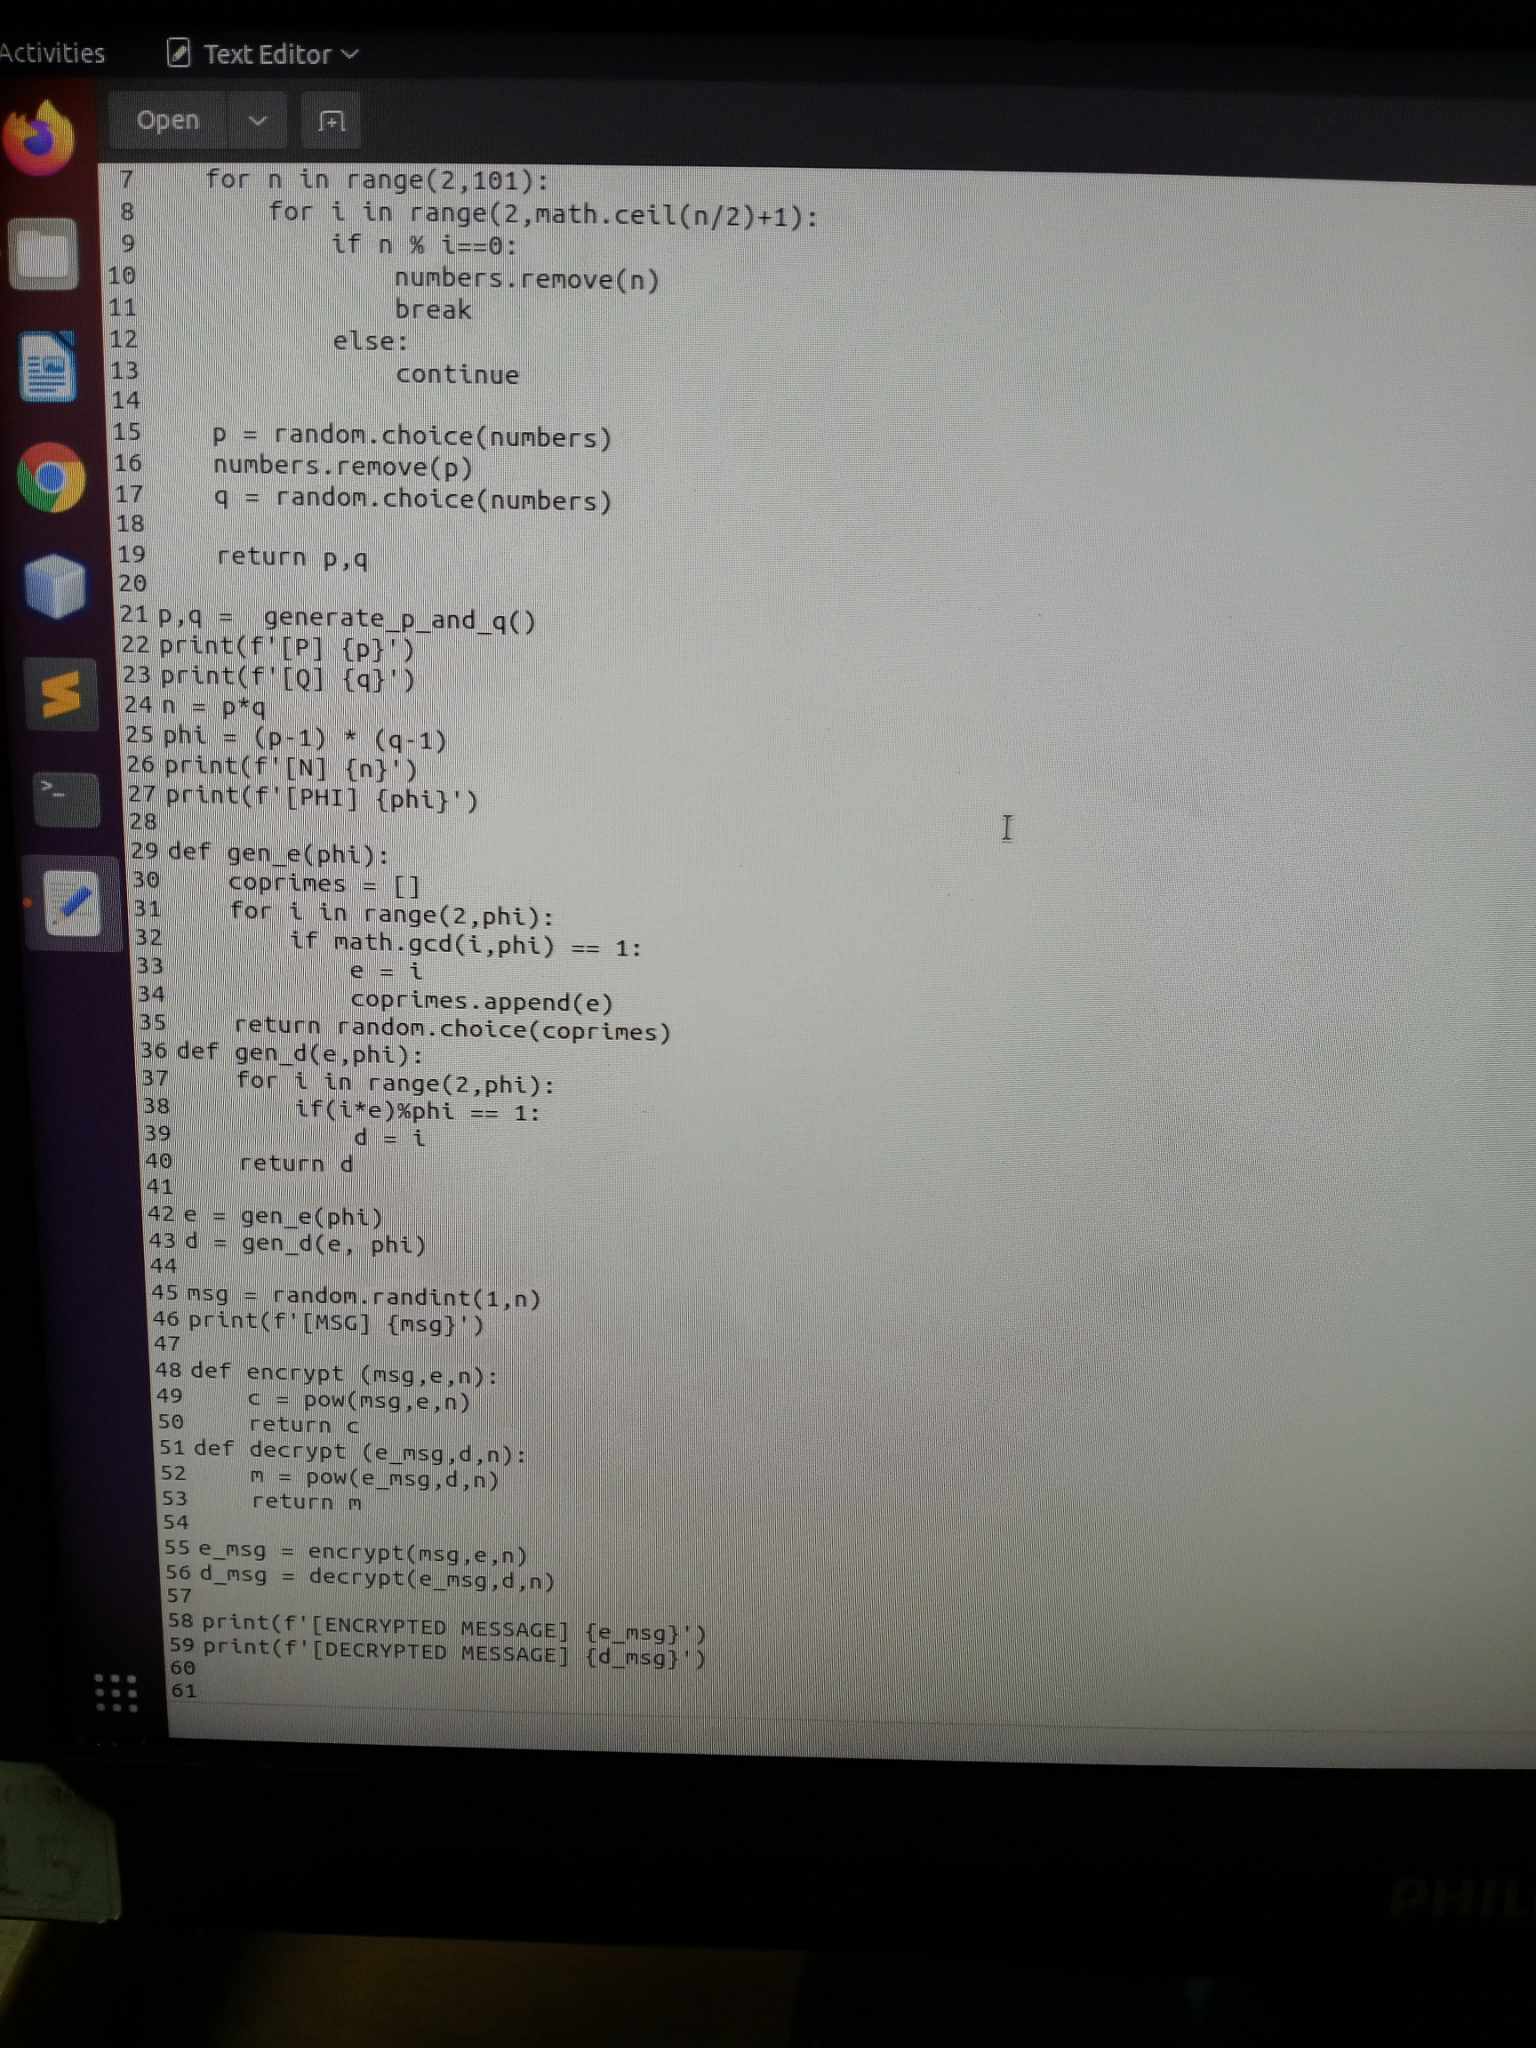 Activities
Text Editor
Open
7 for n in range(2,101):
8 for i in range(2,math.ceil(n/2)+1):
9 if n % i==0:
10 numbers.remove(n)
11 break
12 else:
13 continue
14
15 p = random.choice(numbers)
16 numbers.remove(p)
17 q = random.choice(numbers)
18
19 return p,q
20
21 p,q =  generate_p_and_q()
22 print(f'[P] {p}')
23 print(f'[Q] {q}')
24 n = p*q
25 phi = (p-1) * (q-1)
26 print(f'[N] {n}')
27 print(f'[PHI] {phi}')
28
29 def gen_e(phi):
30 coprimes = []
31 for i in range(2,phi):
32 if math.gcd(i,phi) == 1:
33 e = i
34 coprimes.append(e)
35 return random.choice(coprimes)
36 def gen_d(e,phi):
37 for i in range(2,phi):
38 if(i*e)%phi == 1:
39 d = i
40 return d
41
42 e = gen_e(phi)
43 d = gen_d(e, phi)
44
45 msg = random.randint(1,n)
46 print(f'[MSG] {msg}')
47
48 def encrypt (msg,e,n):
49 c = pow(msg,e,n)
50 return c
51 def decrypt (e_msg,d,n):
52 m = pow(e_msg,d,n)
53 return m
54
55 e_msg = encrypt(msg,e,n)
56 d_msg = decrypt(e_msg,d,n)
57
58 print(f'[ENCRYPTED MESSAGE] {e_msg}')
59 print(f'[DECRYPTED MESSAGE] {d_msg}')
60
61